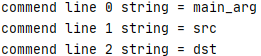 commend line 0 string = main_arg
commend line 1 string = src
commend line 2 string = dst